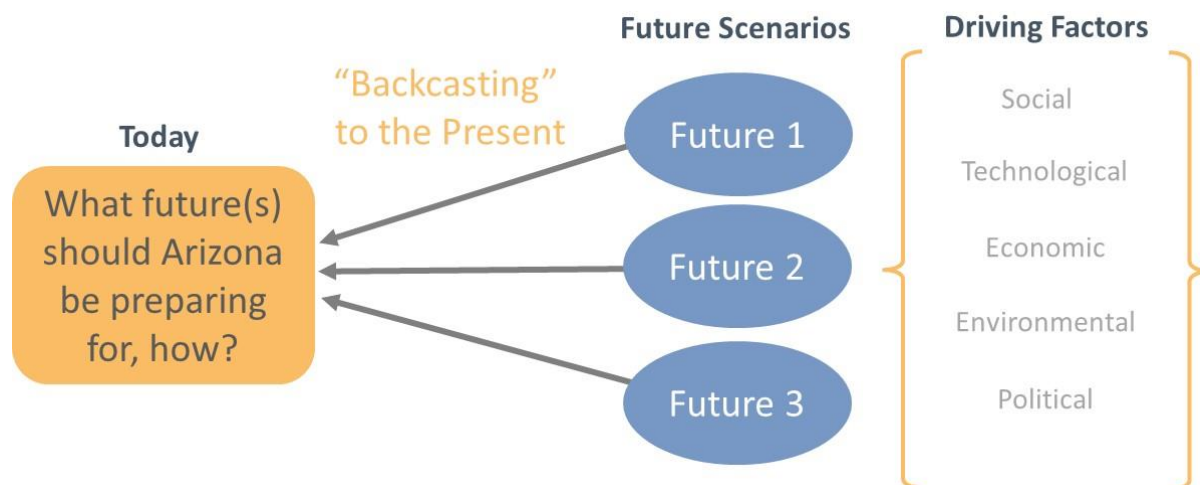 Today
What future(s)
should Arizona
be preparing
for, how?
“Backcasting”
to the Present
Future Scenarios
Future 1
Future 2
Future 3
Driving Factors
Social
Technological
Economic
Environmental
Political